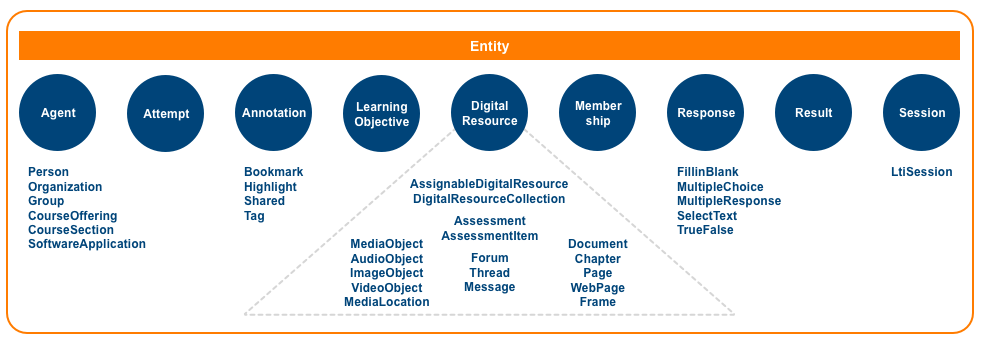 Entity
Agent
Attempt
Annotation
Learning
Objective
Digital
Resource
Member
ship
Response
Result
Session
Person
Organization
Group
CourseOffering
CourseSection
SoftwareApplication
Bookmark
Highlight
Shared
Tag
AssignableDigitalResource
DigitalResourceCollection
Assessment
AssessmentItem
MediaObject
AudioObject
ImageObject
VideoObject
MediaLocation
Forum
Thread
Message
Document
Chapter
Page
WebPage
Frame
FillinBlank
MultipleChoice
MultipleResponse
SelectText
TrueFalse
LtiSession